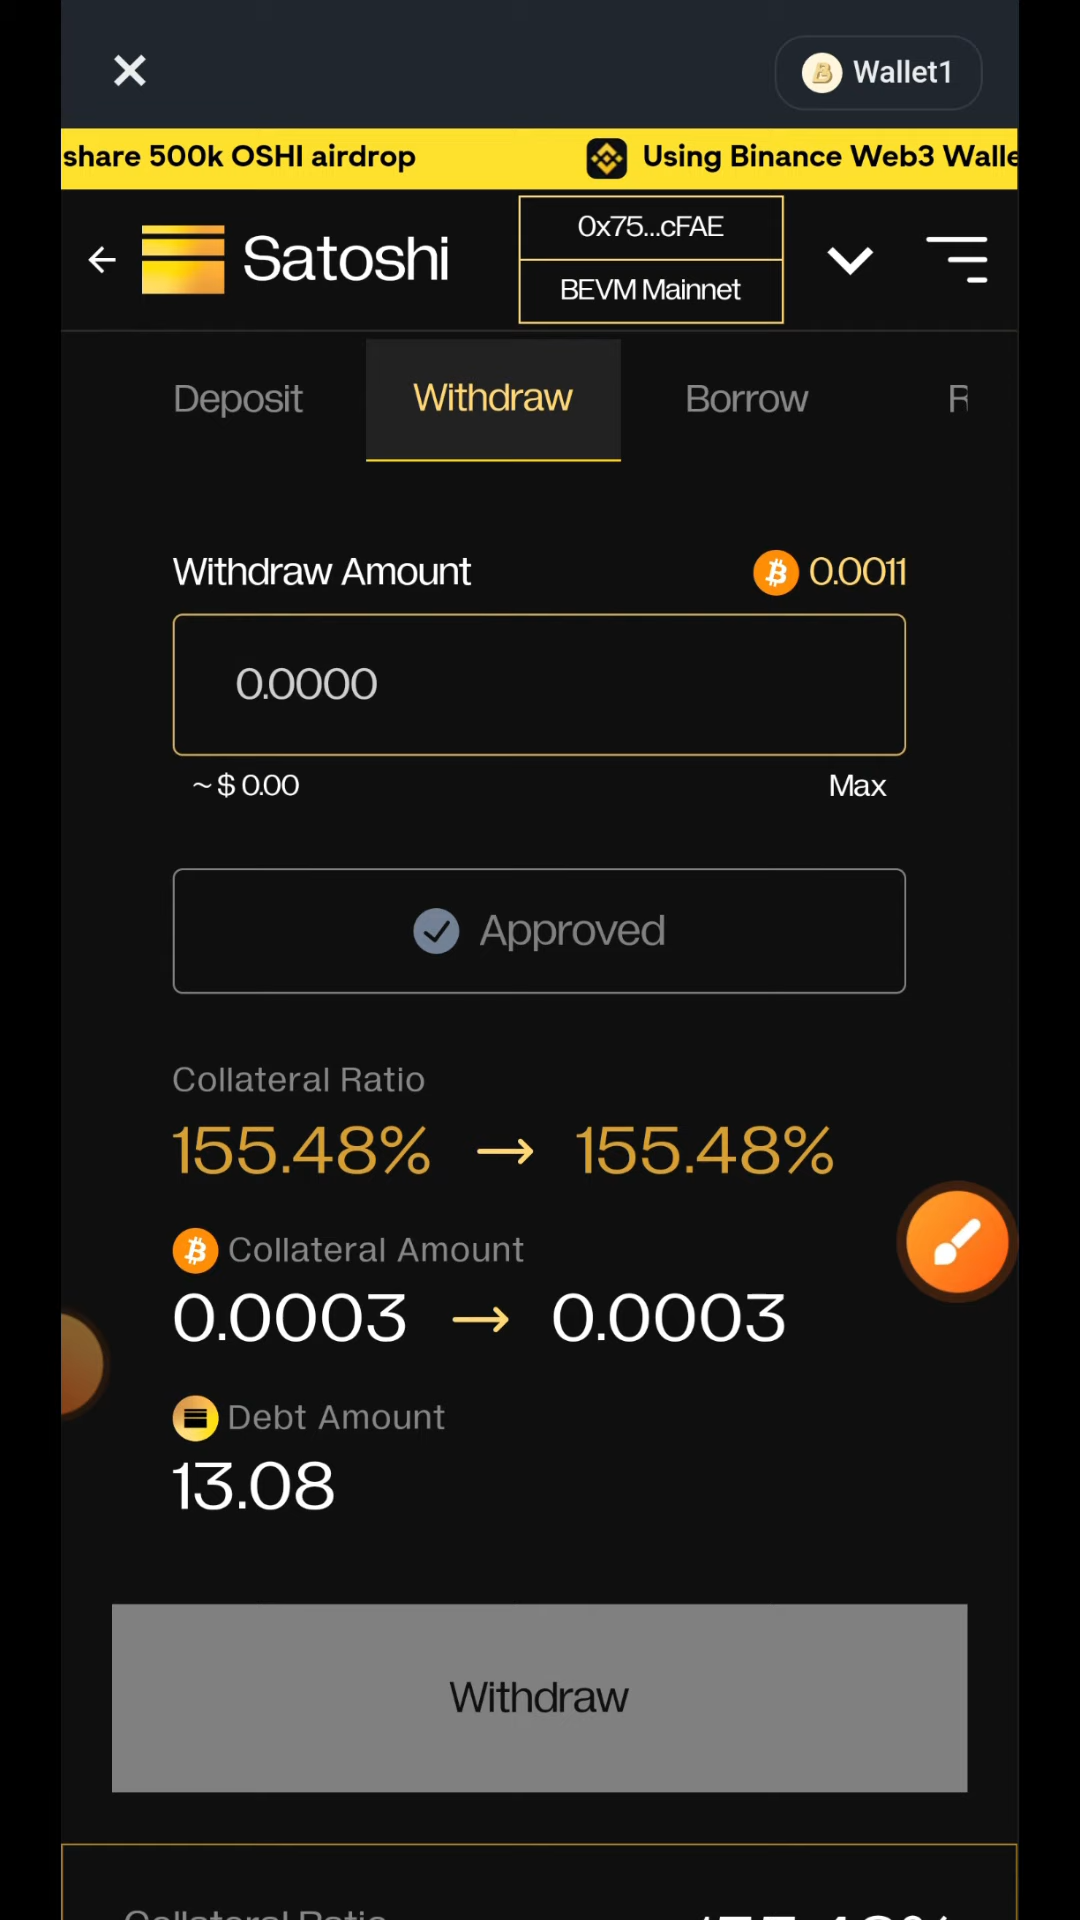 Wallet1
share 500k OSHI airdrop
Using Binance Web3 Walle
Satoshi
0x75...cFAE
BEVM Mainnet
Deposit
Withdraw
Borrow
R
Withdraw Amount
0.0011
0.0000
~ $ 0.00
Max
Approved
Collateral Ratio
155.48% → 155.48%
Collateral Amount
0.0003 → 0.0003
Debt Amount
13.08
Withdraw
Collateral Ratio